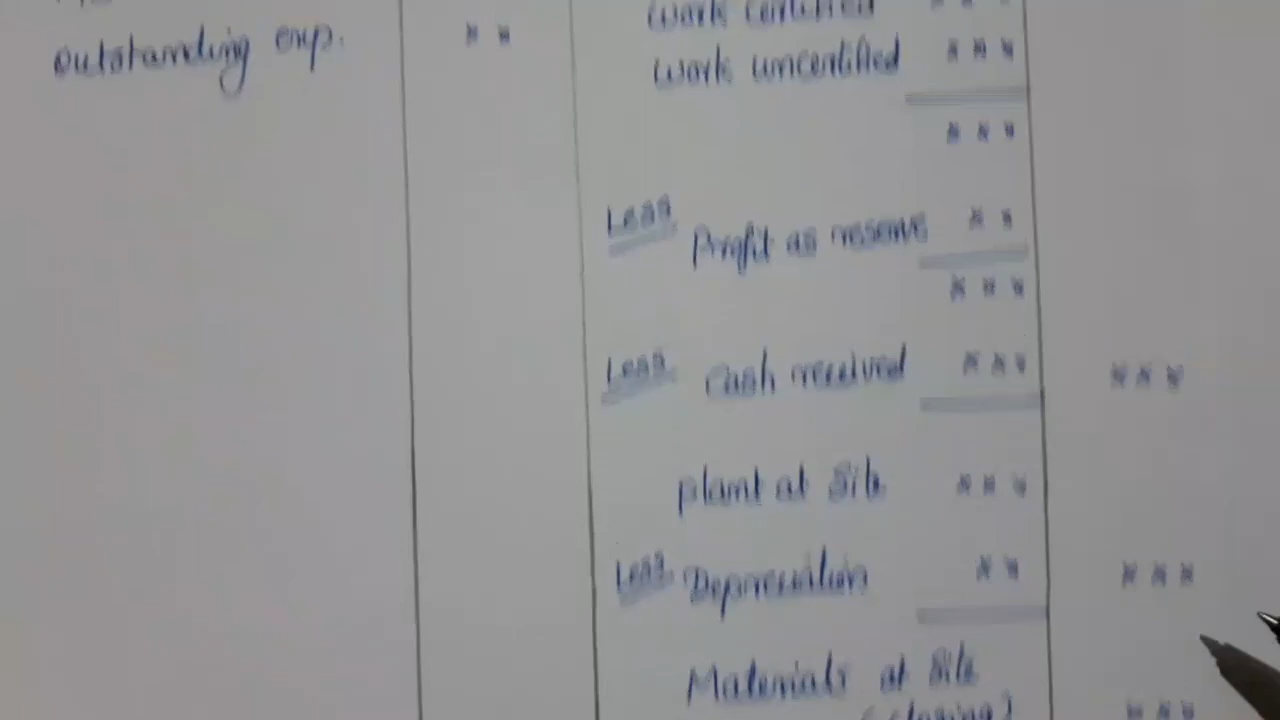 outstanding exp. x x
work certified x x x
work uncertified x x x
x x x
Less Profit as reserve x x
x x x
Less cash received x x x x x x
plant at Site x x x
Less Depreciation x x x x x
Materials at Site
(closing) x x x